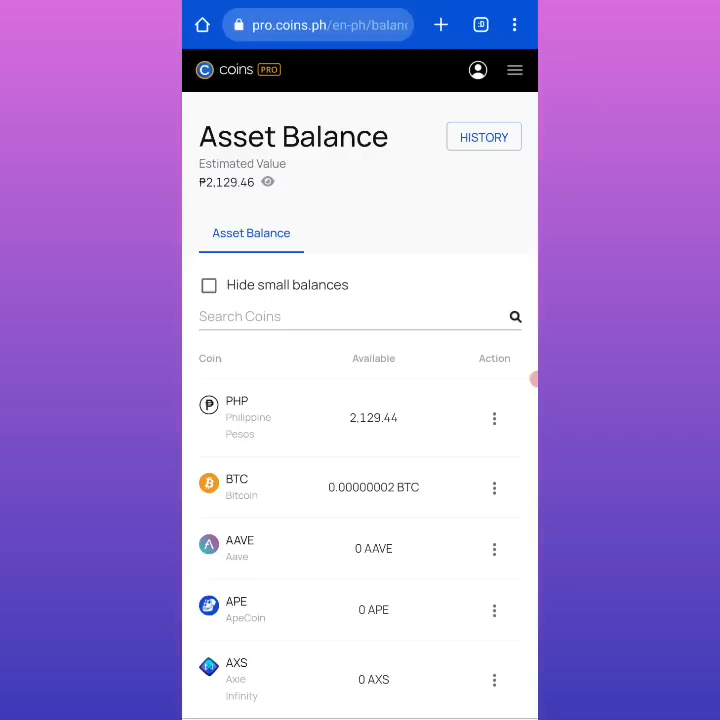 pro.coins.ph/en-ph/balanc
:D
coins PRO
Asset Balance
HISTORY
Estimated Value
₱2,129.46
Asset Balance
Hide small balances
Search Coins
Coin Available Action
PHP
Philippine
Pesos
2,129.44
BTC
Bitcoin
0.00000002 BTC
AAVE
Aave
0 AAVE
APE
ApeCoin
0 APE
AXS
Axie
Infinity
0 AXS